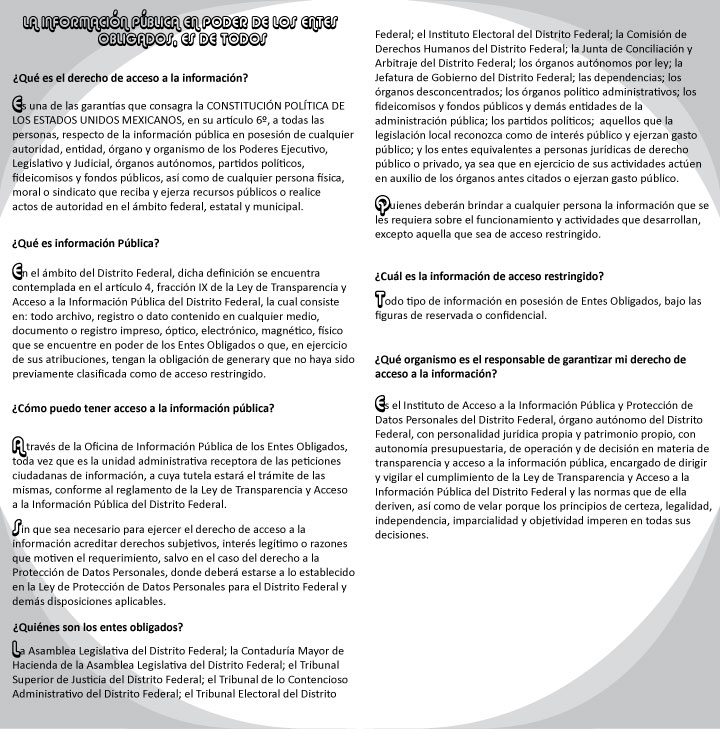 LA INFORMACIÓN PÚBLICA EN PODER DE LOS ENTES
OBLIGADOS, ES DE TODOS
¿Qué es el derecho de acceso a la información?
Es una de las garantías que consagra la CONSTITUCIÓN POLÍTICA DE
LOS ESTADOS UNIDOS MEXICANOS, en su artículo 6º, a todas las
personas, respecto de la información pública en posesión de cualquier
autoridad, entidad, órgano y organismo de los Poderes Ejecutivo,
Legislativo y Judicial, órganos autónomos, partidos políticos,
fideicomisos y fondos públicos, así como de cualquier persona física,
moral o sindicato que reciba y ejerza recursos públicos o realice
actos de autoridad en el ámbito federal, estatal y municipal.
¿Qué es información Pública?
En el ámbito del Distrito Federal, dicha definición se encuentra
contemplada en el artículo 4, fracción IX de la Ley de Transparencia y
Acceso a la Información Pública del Distrito Federal, la cual consiste
en: todo archivo, registro o dato contenido en cualquier medio,
documento o registro impreso, óptico, electrónico, magnético, físico
que se encuentre en poder de los Entes Obligados o que, en ejercicio
de sus atribuciones, tengan la obligación de generary que no haya sido
previamente clasificada como de acceso restringido.
¿Cómo puedo tener acceso a la información pública?
A través de la Oficina de Información Pública de los Entes Obligados,
toda vez que es la unidad administrativa receptora de las peticiones
ciudadanas de información, a cuya tutela estará el trámite de las
mismas, conforme al reglamento de la Ley de Transparencia y Acceso
a la Información Pública del Distrito Federal.
Sin que sea necesario para ejercer el derecho de acceso a la
información acreditar derechos subjetivos, interés legítimo o razones
que motiven el requerimiento, salvo en el caso del derecho a la
Protección de Datos Personales, donde deberá estarse a lo establecido
en la Ley de Protección de Datos Personales para el Distrito Federal y
demás disposiciones aplicables.
¿Quiénes son los entes obligados?
La Asamblea Legislativa del Distrito Federal; la Contaduría Mayor de
Hacienda de la Asamblea Legislativa del Distrito Federal; el Tribunal
Superior de Justicia del Distrito Federal; el Tribunal de lo Contencioso
Administrativo del Distrito Federal; el Tribunal Electoral del Distrito
Federal; el Instituto Electoral del Distrito Federal; la Comisión de
Derechos Humanos del Distrito Federal; la Junta de Conciliación y
Arbitraje del Distrito Federal; los órganos autónomos por ley; la
Jefatura de Gobierno del Distrito Federal; las dependencias; los
órganos desconcentrados; los órganos político administrativos; los
fideicomisos y fondos públicos y demás entidades de la
administración pública; los partidos políticos;  aquellos que la
legislación local reconozca como de interés público y ejerzan gasto
público; y los entes equivalentes a personas jurídicas de derecho
público o privado, ya sea que en ejercicio de sus actividades actúen
en auxilio de los órganos antes citados o ejerzan gasto público.
Quienes deberán brindar a cualquier persona la información que se
les requiera sobre el funcionamiento y actividades que desarrollan,
excepto aquella que sea de acceso restringido.
¿Cuál es la información de acceso restringido?
Todo tipo de información en posesión de Entes Obligados, bajo las
figuras de reservada o confidencial.
¿Qué organismo es el responsable de garantizar mi derecho de
acceso a la información?
Es el Instituto de Acceso a la Información Pública y Protección de
Datos Personales del Distrito Federal, órgano autónomo del Distrito
Federal, con personalidad jurídica propia y patrimonio propio, con
autonomía presupuestaria, de operación y de decisión en materia de
transparencia y acceso a la información pública, encargado de dirigir
y vigilar el cumplimiento de la Ley de Transparencia y Acceso a la
Información Pública del Distrito Federal y las normas que de ella
deriven, así como de velar porque los principios de certeza, legalidad,
independencia, imparcialidad y objetividad imperen en todas sus
decisiones.